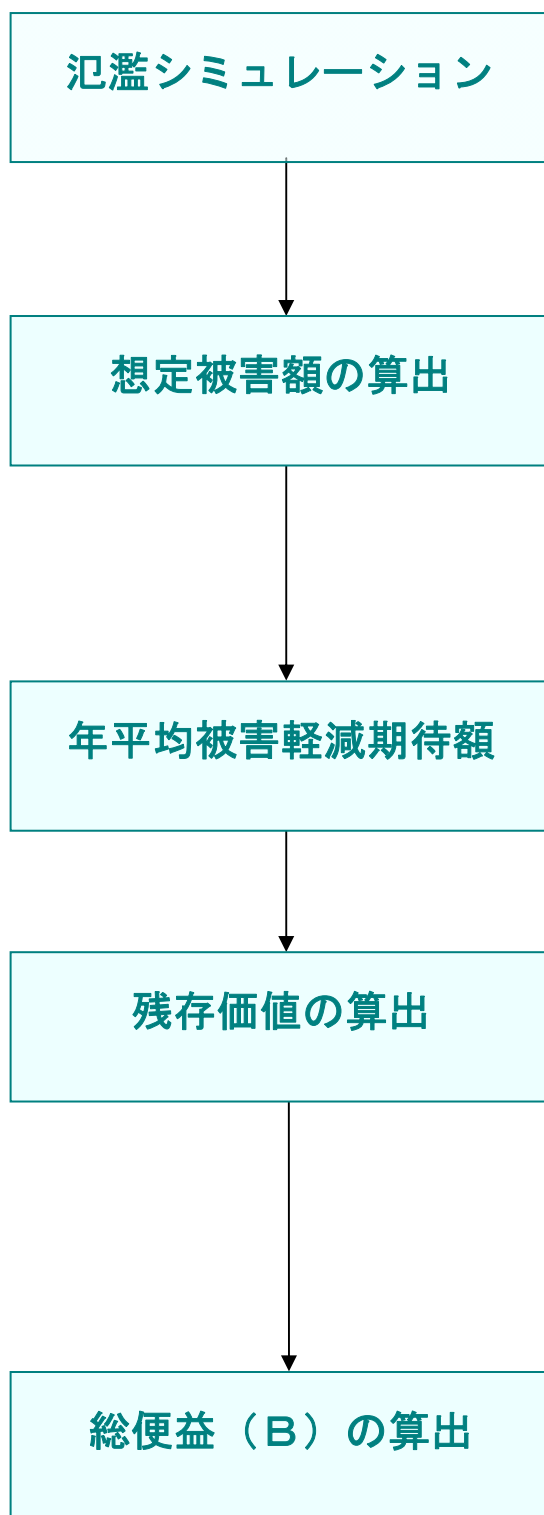 氾濫シミュレーション
想定被害額の算出
年平均被害軽減期待額
残存価値の算出
総便益（Ｂ）の算出